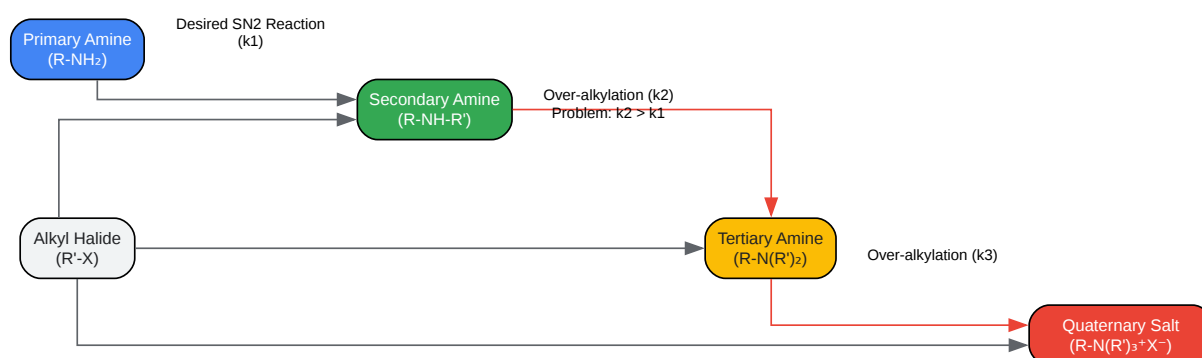 Desired SN2 Reaction
(k1)
Primary Amine
(R-NH₂)
Secondary Amine
(R-NH-R')
Over-alkylation (k2)
Problem: k2 > k1
Alkyl Halide
(R'-X)
Tertiary Amine
(R-N(R')₂)
Over-alkylation (k3)
Quaternary Salt
(R-N(R')₃⁺X⁻)